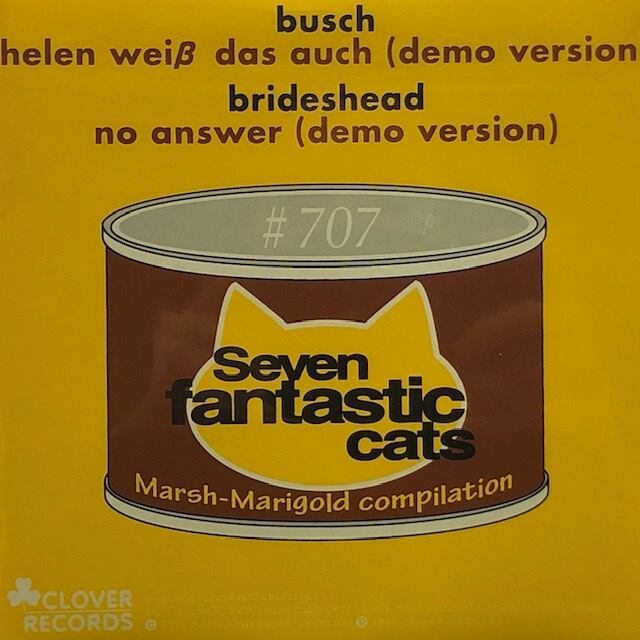 busch
helen weiß das auch (demo version
brideshead
no answer (demo version)
# 707
Seven
fantastic
cats
Marsh-Marigold compilation
CLOVER
RECORDS